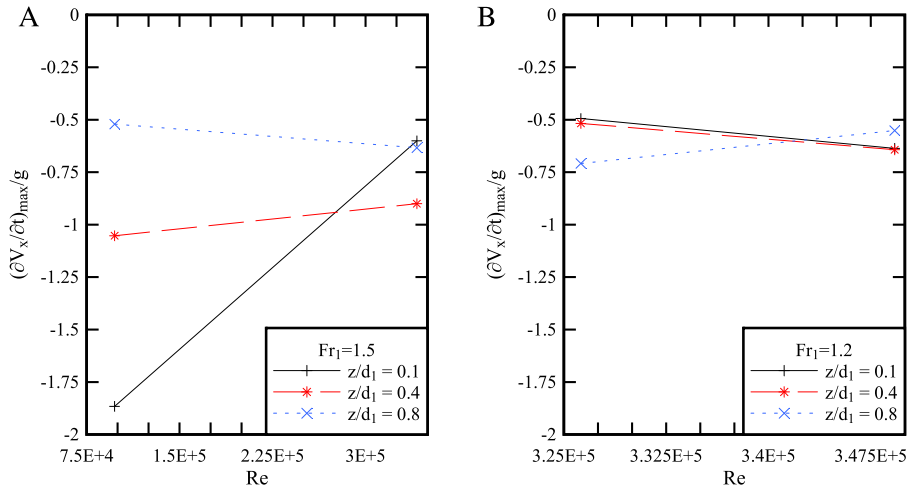 A
0
-0.25
-0.5
-0.75
-1
-1.25
-1.5
-1.75
-2
(∂Vₓ/∂t)ₘₐₓ/g
7.5E+4
1.5E+5
2.25E+5
3E+5
Re
Fr₁=1.5
z/d₁ = 0.1
z/d₁ = 0.4
z/d₁ = 0.8
B
0
-0.25
-0.5
-0.75
-1
-1.25
-1.5
-1.75
-2
(∂Vₓ/∂t)ₘₐₓ/g
3.25E+5
3.325E+5
3.4E+5
3.475E+5
Re
Fr₁=1.2
z/d₁ = 0.1
z/d₁ = 0.4
z/d₁ = 0.8